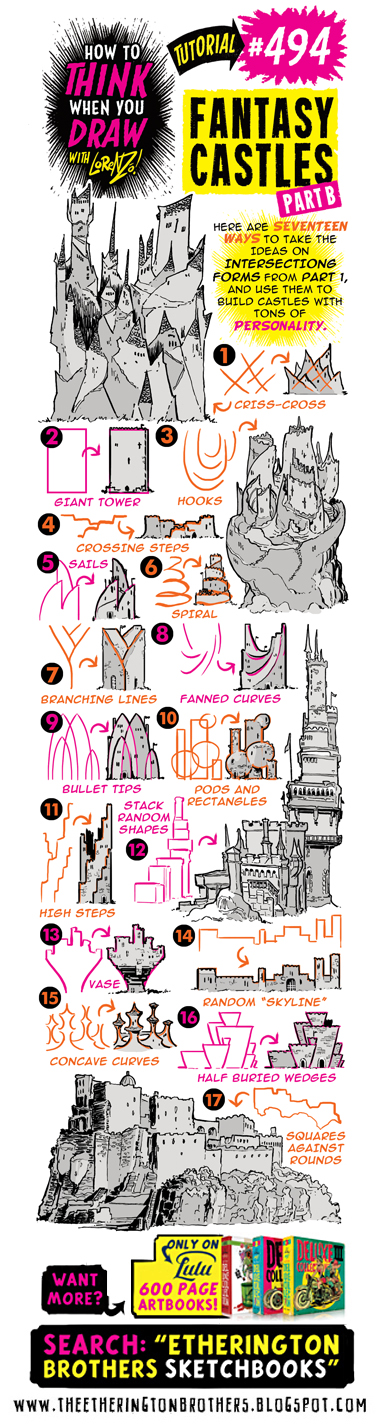 HOW TO
THINK
WHEN YOU
DRAW
WITH LORENZO!
TUTORIAL
#494
FANTASY
CASTLES
PART B
HERE ARE SEVENTEEN
WAYS TO TAKE THE
IDEAS ON
INTERSECTIONG
FORMS FROM PART 1,
AND USE THEM TO
BUILD CASTLES WITH
TONS OF
PERSONALITY.
1
CRISS-CROSS
2
GIANT TOWER
3
HOOKS
4
CROSSING STEPS
5
SAILS
6
SPIRAL
7
BRANCHING LINES
8
FANNED CURVES
9
BULLET TIPS
10
PODS AND
RECTANGLES
11
HIGH STEPS
STACK
RANDOM
SHAPES
12
13
VASE
14
RANDOM "SKYLINE"
15
CONCAVE CURVES
16
HALF BURIED WEDGES
17
SQUARES
AGAINST
ROUNDS
WANT
MORE?
ONLY ON
Lulu
600 PAGE
ARTBOOKS!
SEARCH: "ETHERINGTON
BROTHERS SKETCHBOOKS"
WWW.THEETHERINGTONBROTHERS.BLOGSPOT.COM